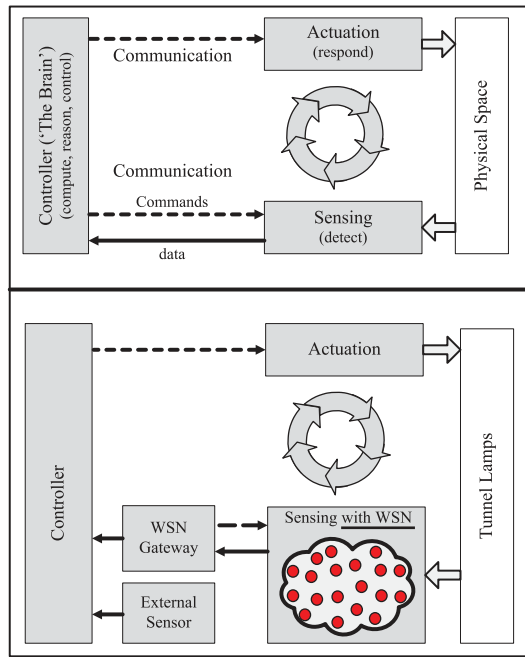 Controller ('The Brain')
(compute, reason, control)
Communication
Actuation
(respond)
Physical Space
Communication
Commands
data
Sensing
(detect)
Controller
Actuation
Tunnel Lamps
WSN
Gateway
Sensing with WSN
External
Sensor